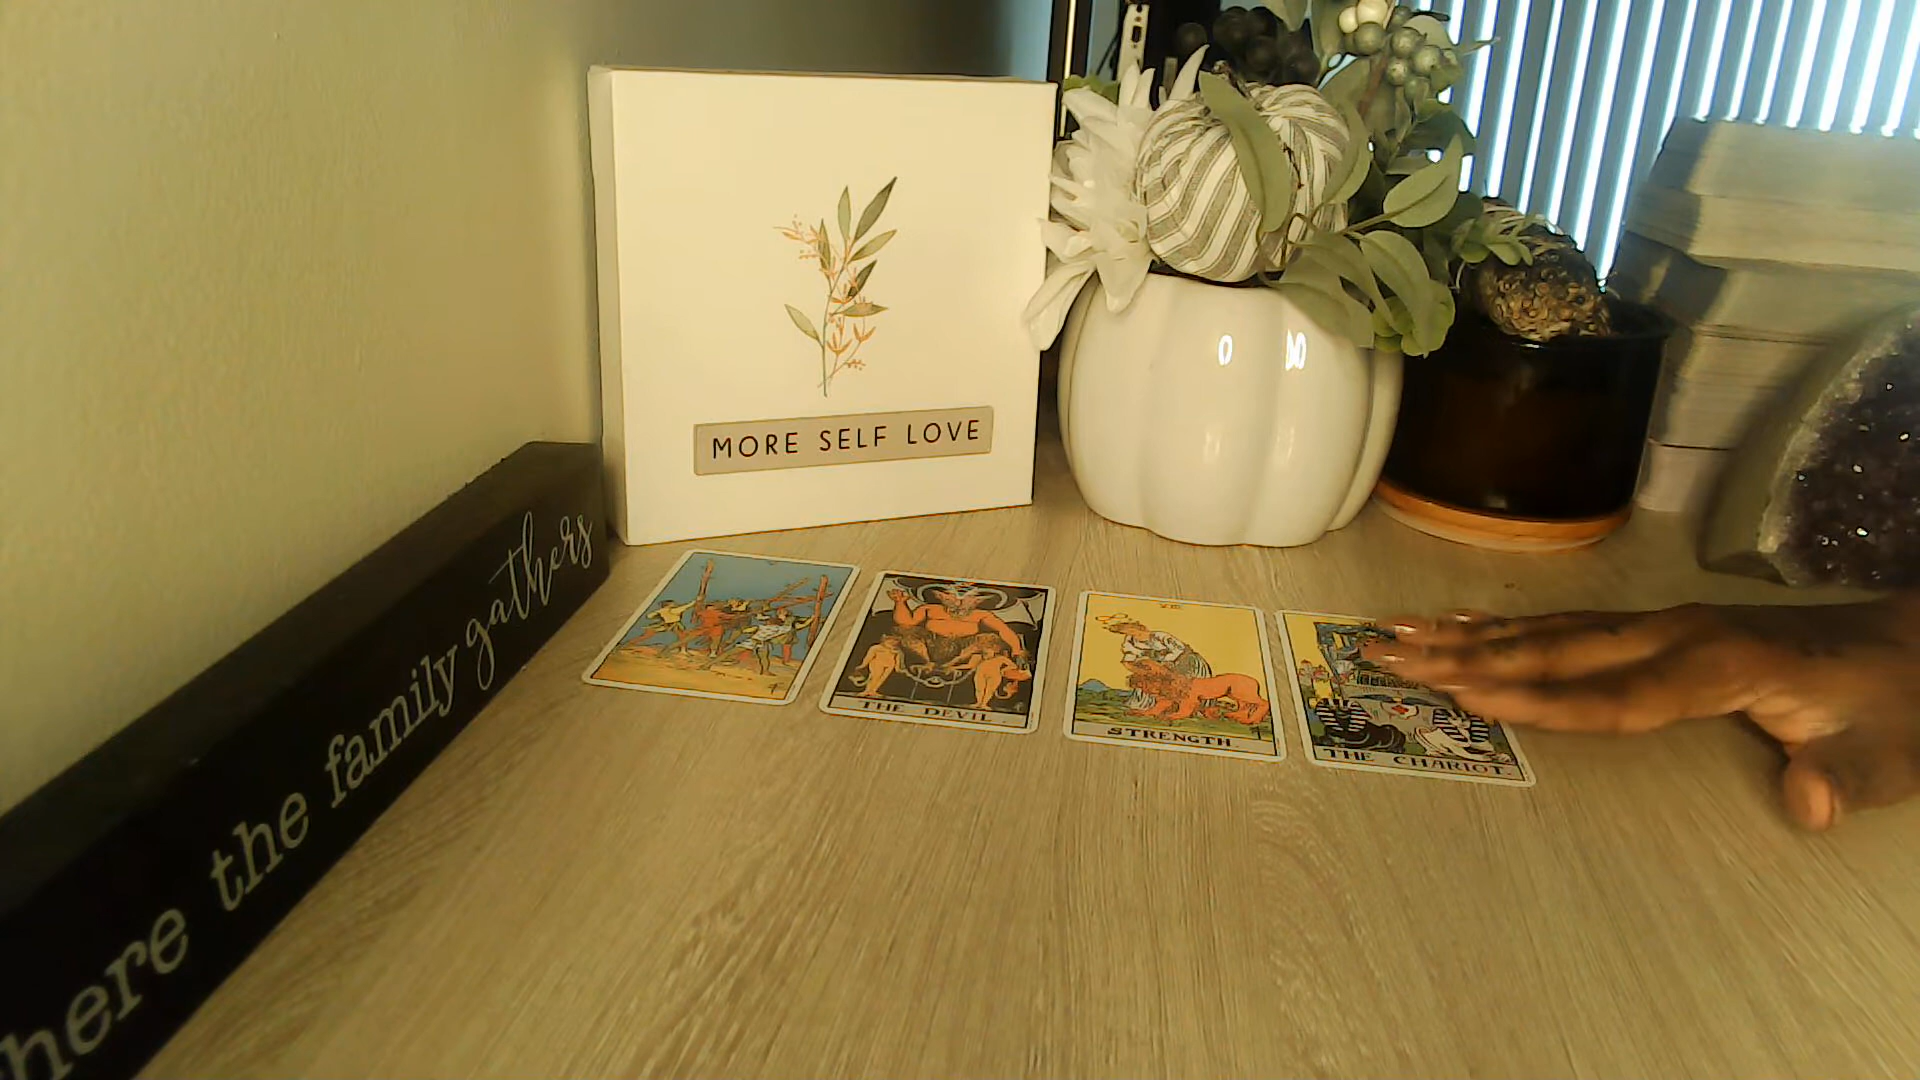 MORE SELF LOVE
here the family gathers
THE DEVIL.
STRENGTH.
THE CHARIOT.